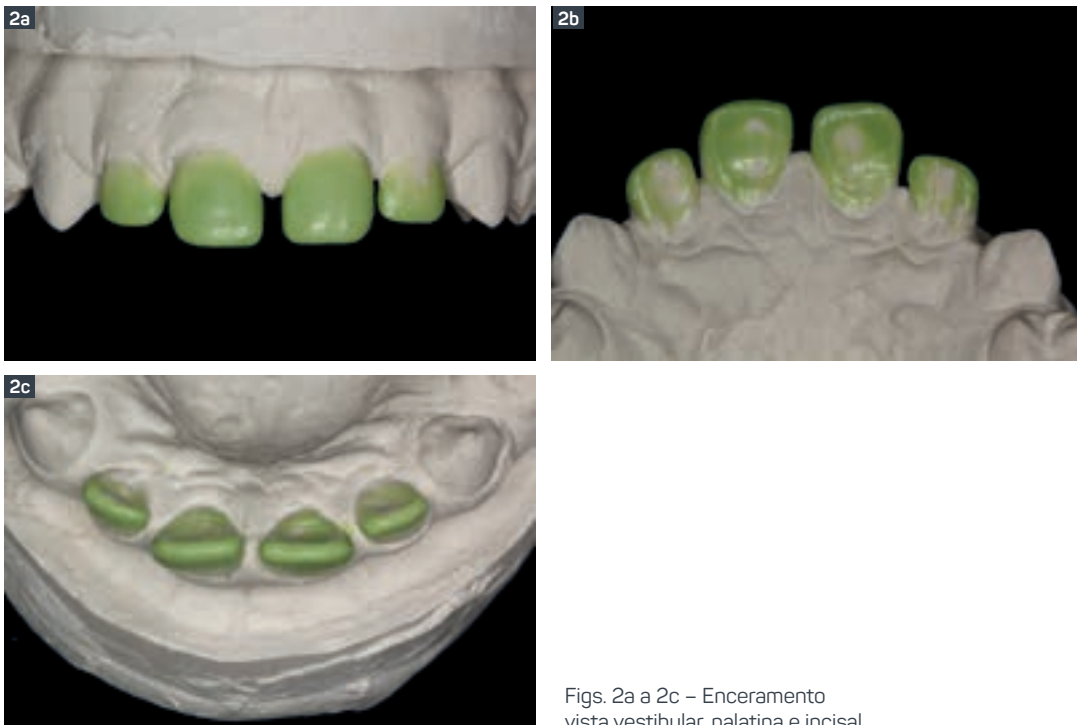 2a
2b
2c
Figs. 2a a 2c – Enceramento
vista vestibular, palatina e incisal